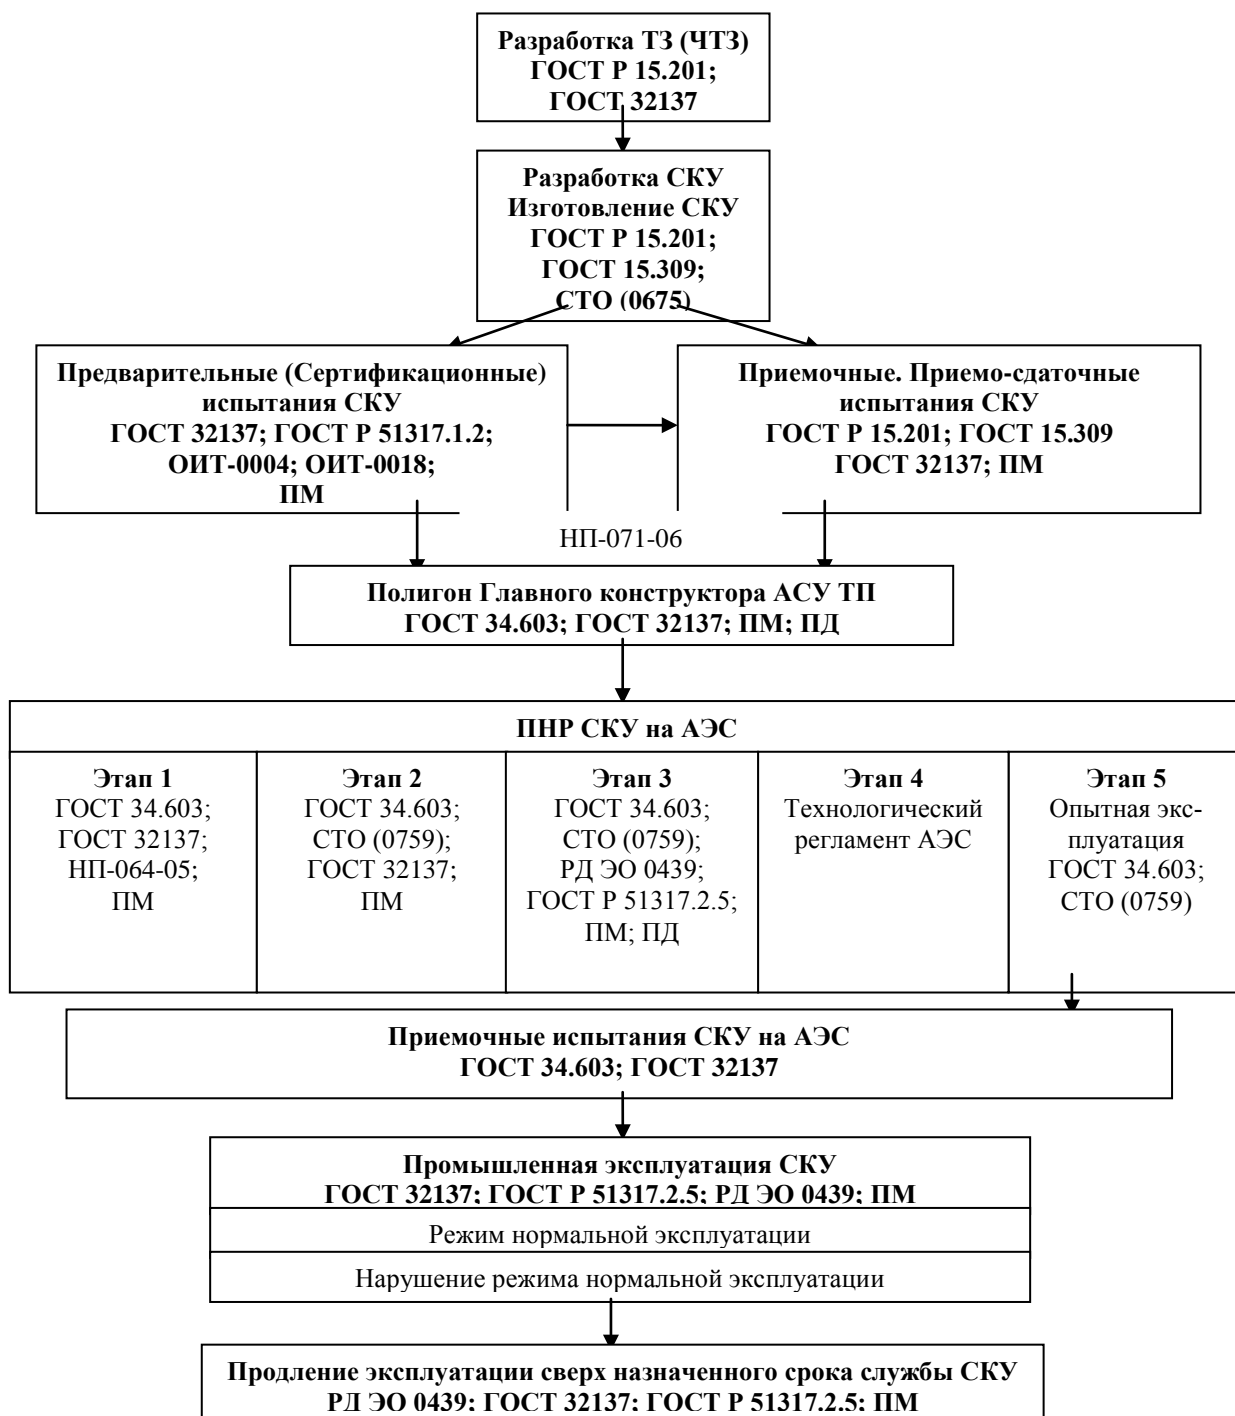 Разработка ТЗ (ЧТЗ)
ГОСТ Р 15.201;
ГОСТ 32137
Разработка СКУ
Изготовление СКУ
ГОСТ Р 15.201;
ГОСТ 15.309;
СТО (0675)
Предварительные (Сертификационные)
испытания СКУ
ГОСТ 32137; ГОСТ Р 51317.1.2;
ОИТ-0004; ОИТ-0018;
ПМ
Приемочные. Приемо-сдаточные
испытания СКУ
ГОСТ Р 15.201; ГОСТ 15.309
ГОСТ 32137; ПМ
НП-071-06
Полигон Главного конструктора АСУ ТП
ГОСТ 34.603; ГОСТ 32137; ПМ; ПД
ПНР СКУ на АЭС
Этап 1
ГОСТ 34.603;
ГОСТ 32137;
НП-064-05;
ПМ
Этап 2
ГОСТ 34.603;
СТО (0759);
ГОСТ 32137;
ПМ
Этап 3
ГОСТ 34.603;
СТО (0759);
РД ЭО 0439;
ГОСТ Р 51317.2.5;
ПМ; ПД
Этап 4
Технологический
регламент АЭС
Этап 5
Опытная экс-
плуатация
ГОСТ 34.603;
СТО (0759)
Приемочные испытания СКУ на АЭС
ГОСТ 34.603; ГОСТ 32137
Промышленная эксплуатация СКУ
ГОСТ 32137; ГОСТ Р 51317.2.5; РД ЭО 0439; ПМ
Режим нормальной эксплуатации
Нарушение режима нормальной эксплуатации
Продление эксплуатации сверх назначенного срока службы СКУ
РД ЭО 0439; ГОСТ 32137; ГОСТ Р 51317.2.5; ПМ